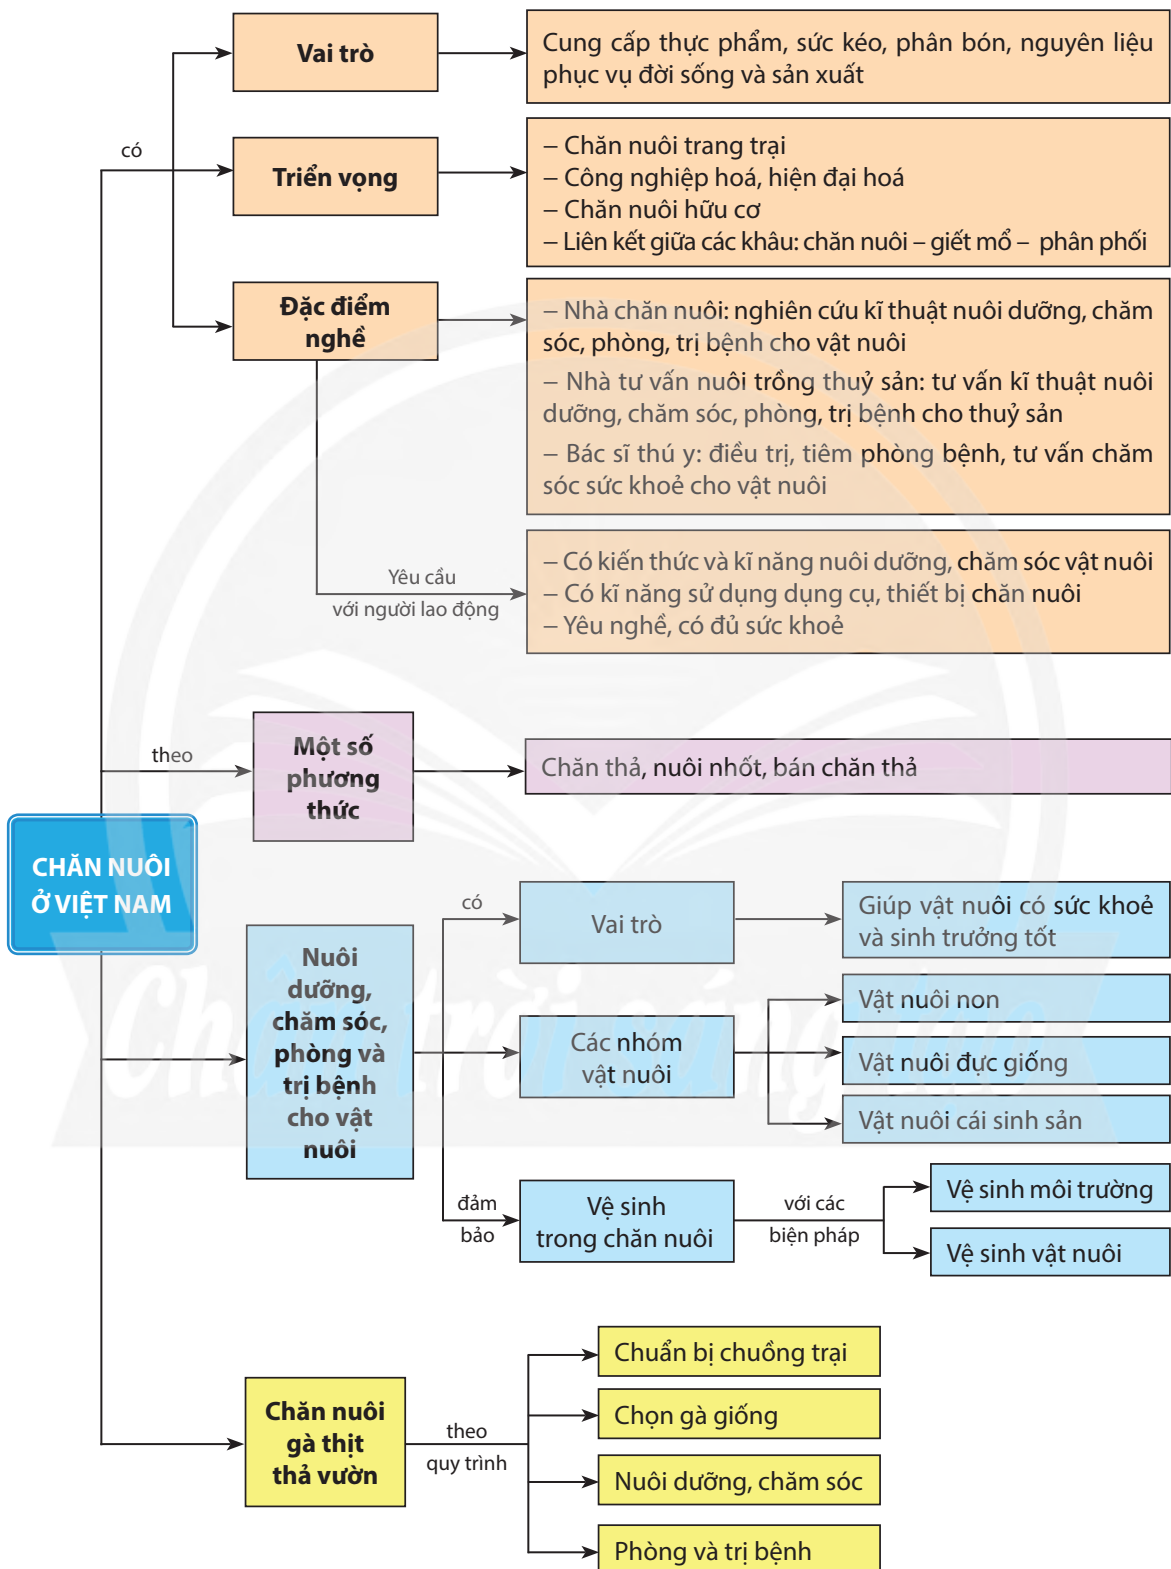 Vai trò
Cung cấp thực phẩm, sức kéo, phân bón, nguyên liệu
phục vụ đời sống và sản xuất
có
Triển vọng
– Chăn nuôi trang trại
– Công nghiệp hoá, hiện đại hoá
– Chăn nuôi hữu cơ
– Liên kết giữa các khâu: chăn nuôi – giết mổ – phân phối
Đặc điểm
nghề
– Nhà chăn nuôi: nghiên cứu kĩ thuật nuôi dưỡng, chăm
sóc, phòng, trị bệnh cho vật nuôi
– Nhà tư vấn nuôi trồng thuỷ sản: tư vấn kĩ thuật nuôi
dưỡng, chăm sóc, phòng, trị bệnh cho thuỷ sản
– Bác sĩ thú y: điều trị, tiêm phòng bệnh, tư vấn chăm
sóc sức khoẻ cho vật nuôi
Yêu cầu
với người lao động
– Có kiến thức và kĩ năng nuôi dưỡng, chăm sóc vật nuôi
– Có kĩ năng sử dụng dụng cụ, thiết bị chăn nuôi
– Yêu nghề, có đủ sức khoẻ
theo
Một số
phương
thức
Chăn thả, nuôi nhốt, bán chăn thả
CHĂN NUÔI
Ở VIỆT NAM
Nuôi
dưỡng,
chăm sóc,
phòng và
trị bệnh
cho vật
nuôi
có
Vai trò
Giúp vật nuôi có sức khoẻ
và sinh trưởng tốt
Các nhóm
vật nuôi
Vật nuôi non
Vật nuôi đực giống
Vật nuôi cái sinh sản
đảm
bảo
Vệ sinh
trong chăn nuôi
với các
biện pháp
Vệ sinh môi trường
Vệ sinh vật nuôi
Chăn nuôi
gà thịt
thả vườn
theo
quy trình
Chuẩn bị chuồng trại
Chọn gà giống
Nuôi dưỡng, chăm sóc
Phòng và trị bệnh
Chân trời sáng tạo